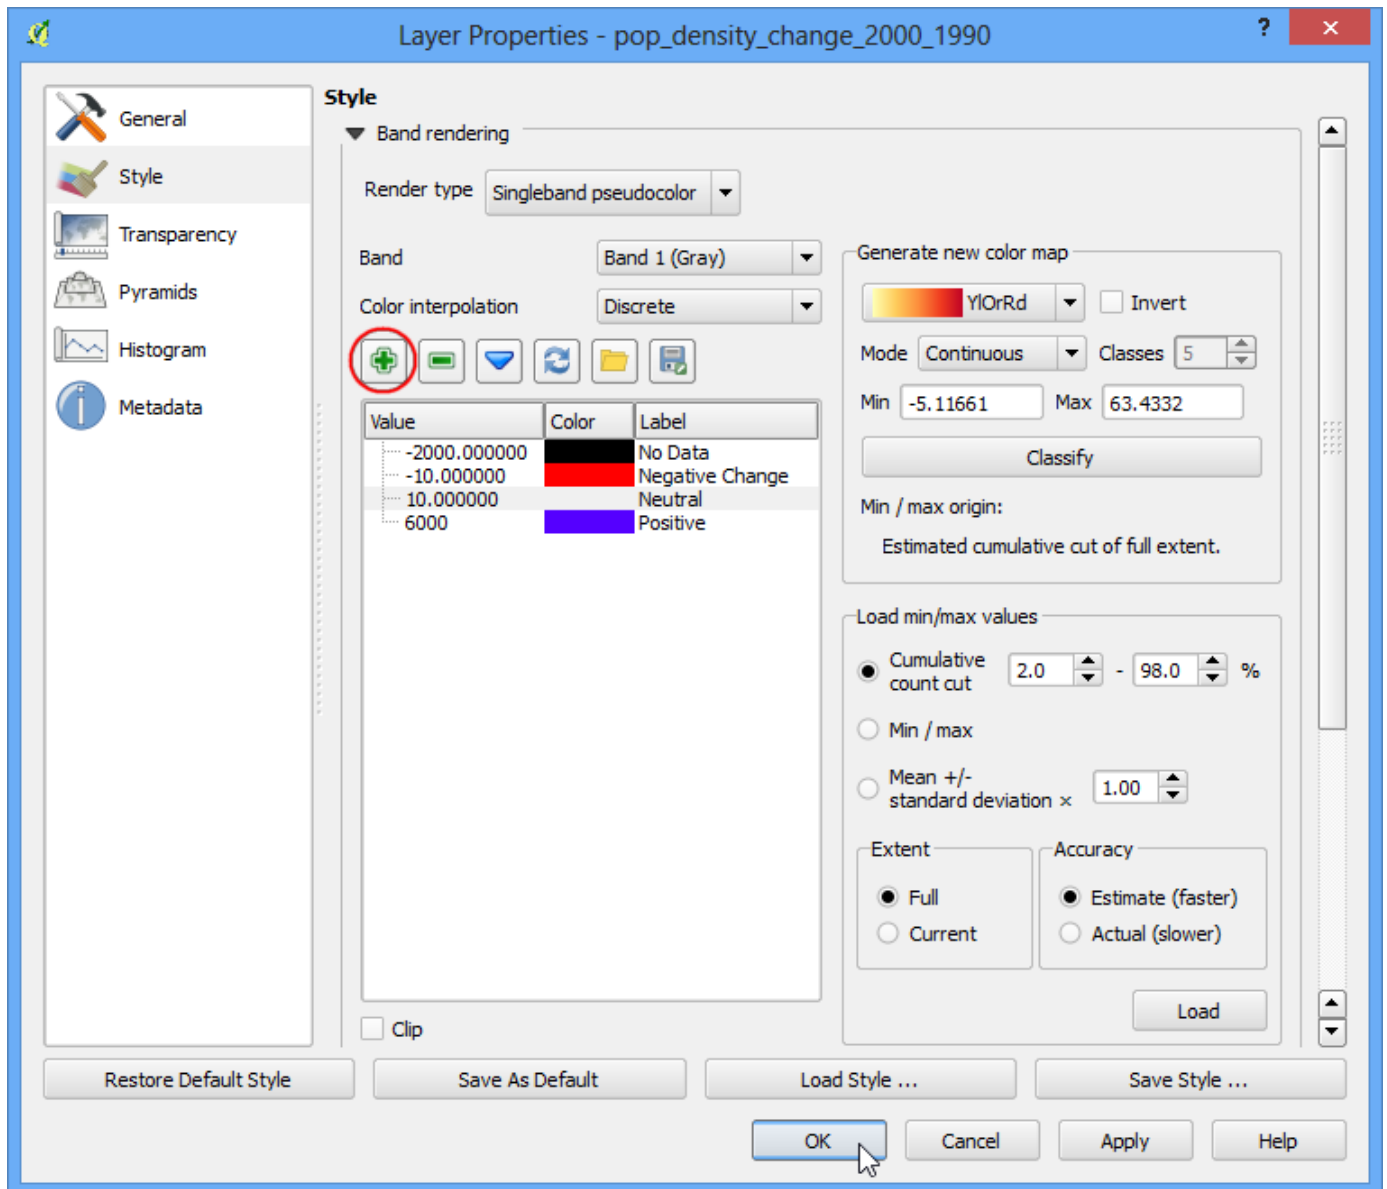 Layer Properties - pop_density_change_2000_1990
?
General
Style
Transparency
Pyramids
Histogram
Metadata
Style
Band rendering
Render type Singleband pseudocolor
Band Band 1 (Gray)
Color interpolation Discrete
Value Color Label
-2000.000000 No Data
-10.000000 Negative Change
10.000000 Neutral
6000 Positive
Clip
Generate new color map
YlOrRd Invert
Mode Continuous Classes 5
Min -5.11661 Max 63.4332
Classify
Min / max origin:
Estimated cumulative cut of full extent.
Load min/max values
Cumulative
count cut 2.0 - 98.0 %
Min / max
Mean +/-
standard deviation × 1.00
Extent
Full
Current
Accuracy
Estimate (faster)
Actual (slower)
Load
Restore Default Style Save As Default Load Style ... Save Style ...
OK Cancel Apply Help